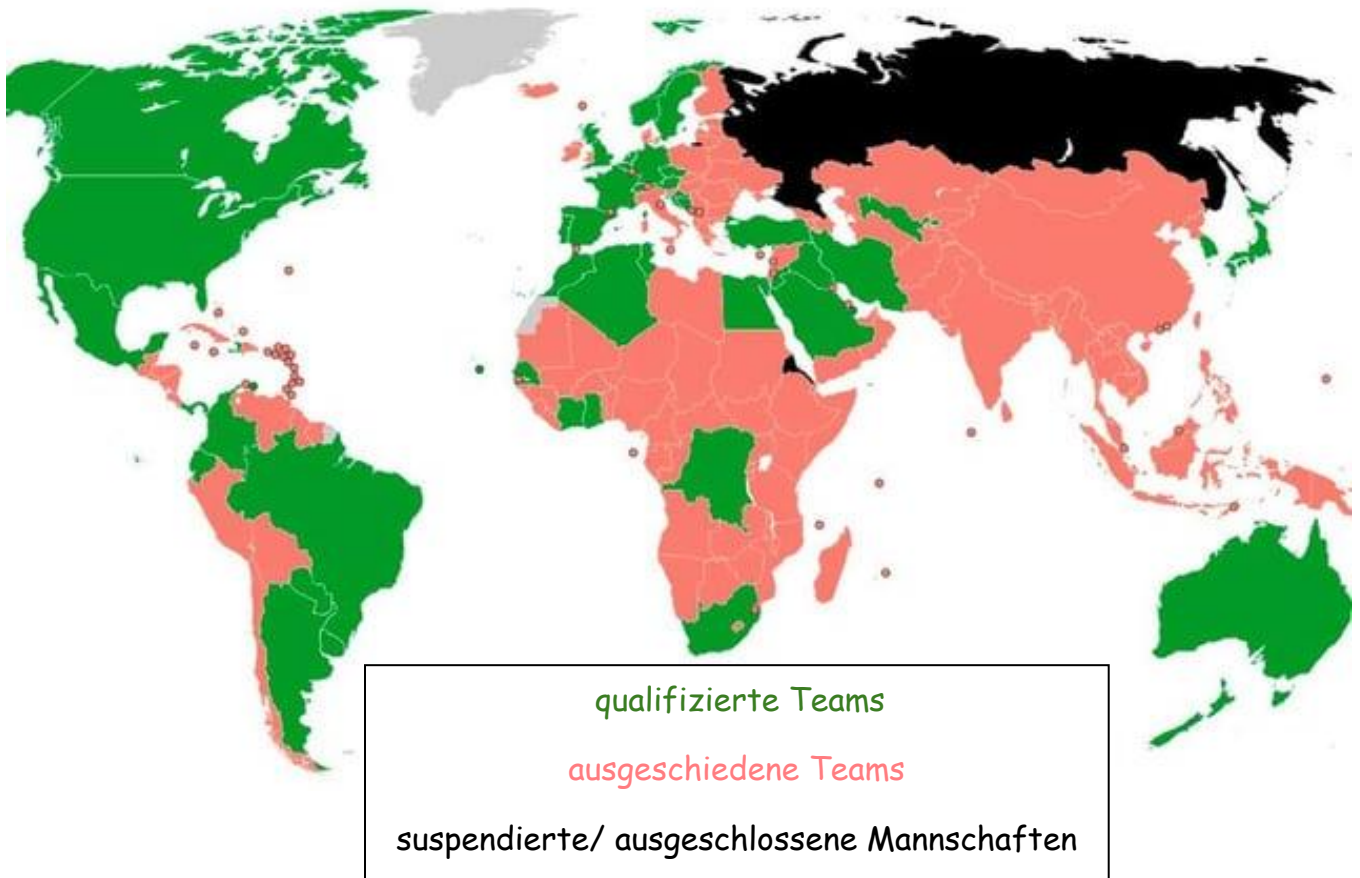 qualifizierte Teams
ausgeschiedene Teams
suspendierte/ ausgeschlossene Mannschaften